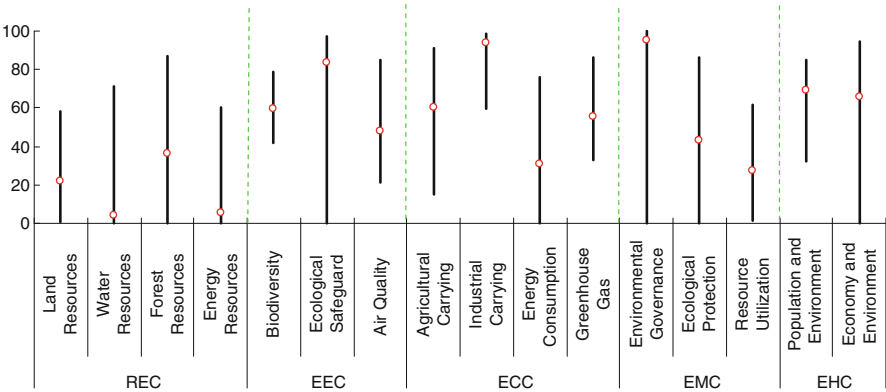 100
80
60
40
20
0
Land
Resources
Water
Resources
Forest
Resources
Energy
Resources
Biodiversity
Ecological
Safeguard
Air Quality
Agricultural
Carrying
Industrial
Carrying
Energy
Consumption
Greenhouse
Gas
Environmental
Governance
Ecological
Protection
Resource
Utilization
Population and
Environment
Economy and
Environment
REC
EEC
ECC
EMC
EHC